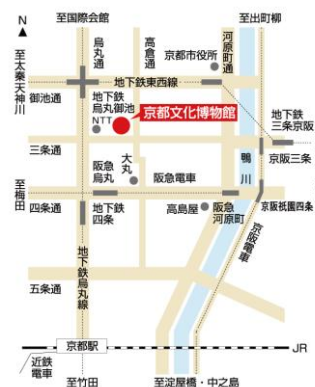 N
至国際会館
至出町柳
烏丸通
高倉通
京都市役所
河原町通
至太秦天神川
地下鉄東西線
御池通
地下鉄
烏丸御池
京都文化博物館
NTT
地下鉄
三条京阪
三条通
京阪三条
阪急
烏丸
大丸
阪急電車
鴨川
至梅田
四条通
地下鉄
四条
高島屋
阪急
河原町
京阪祇園四条
京阪電車
地下鉄烏丸線
五条通
京都駅
JR
近鉄
電車
至竹田
至淀屋橋・中之島